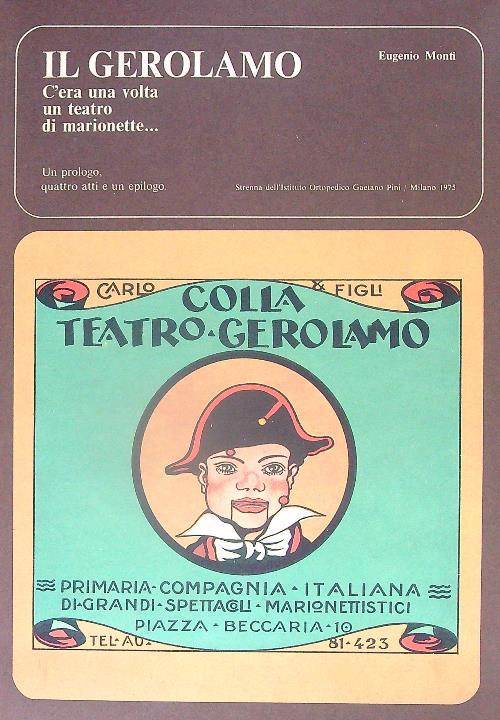 IL GEROLAMO
Eugenio Monti
C'era una volta
un teatro
di marionette...
Un prologo,
quattro atti e un epilogo.
Strenna dell'Istituto Ortopedico Gaetano Pini / Milano 1975
CARLO COLLA & FIGLI
TEATRO·GEROLAMO
PRIMARIA·COMPAGNIA·ITALIANA
DI·GRANDI·SPETTACOLI·MARIONETTISTICI
PIAZZA·BECCARIA·10
TEL·AU· 81-423